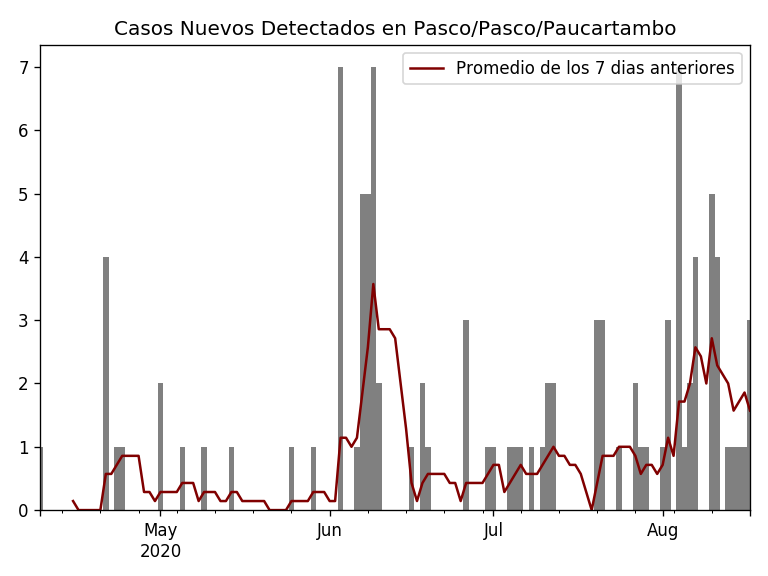 Casos Nuevos Detectados en Pasco/Pasco/Paucartambo
Promedio de los 7 dias anteriores
7
6
5
4
3
2
1
0
May
2020
Jun
Jul
Aug